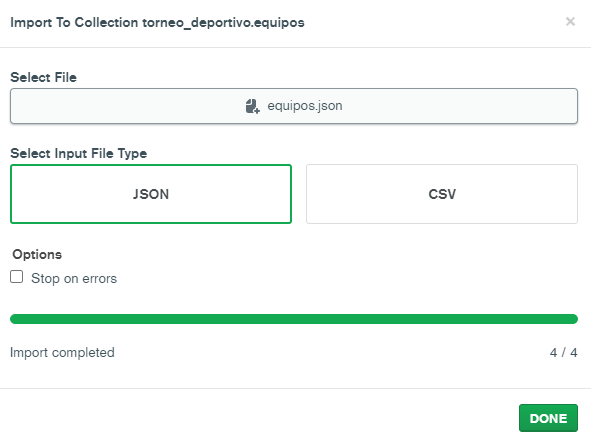 Import To Collection torneo_deportivo.equipos ×
Select File
equipos.json
Select Input File Type
JSON CSV
Options
Stop on errors
Import completed 4 / 4
DONE